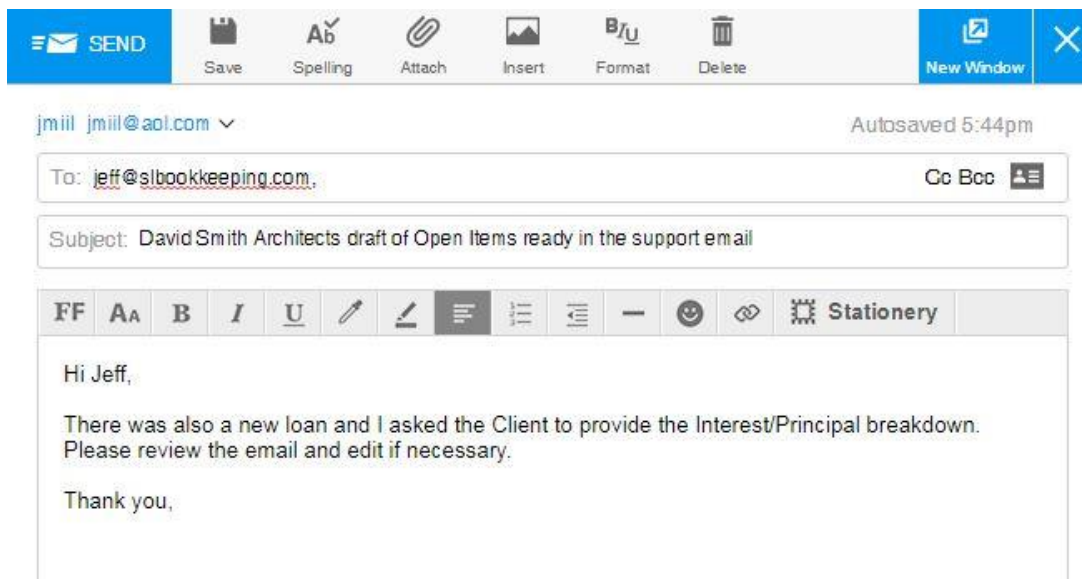 SEND
Save
Spelling
Attach
Insert
Format
Delete
New Window
jmiil jmiil@aol.com
Autosaved 5:44pm
To: jeff@slbookkeeping.com,
Cc Bcc
Subject: David Smith Architects draft of Open Items ready in the support email
FF AA B I U Stationery
Hi Jeff,
There was also a new loan and I asked the Client to provide the Interest/Principal breakdown.
Please review the email and edit if necessary.
Thank you,